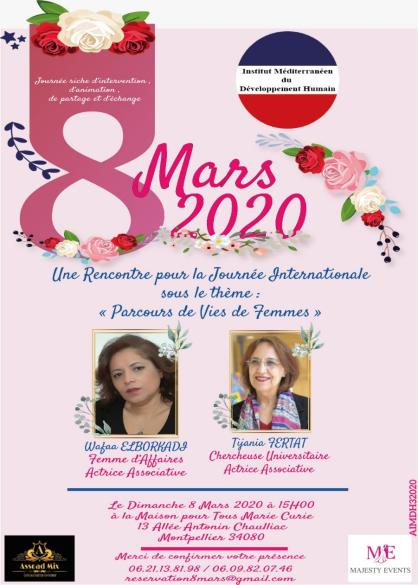 Journée riche d'intervention,
d'animation,
de partage et d'échange
Institut Méditerranéen
du
Développement Humain
8
Mars
2020
Une Rencontre pour la Journée Internationale
sous le thème :
« Parcours de Vies de Femmes »
Wafaa ELBORKADI
Femme d'Affaires
Actrice Associative
Tijania FERTAT
Chercheuse Universitaire
Actrice Associative
Le Dimanche 8 Mars 2020 à 15H00
à la Maison pour Tous Marie Curie
13 Allée Antonin Chauliac
Montpellier 34080
Merci de confirmer votre présence
06.21.13.81.98 / 06.09.82.07.46
reservation8mars@gmail.com
Assoad Mix
ME
MAJESTY EVENTS
AIMDH32020